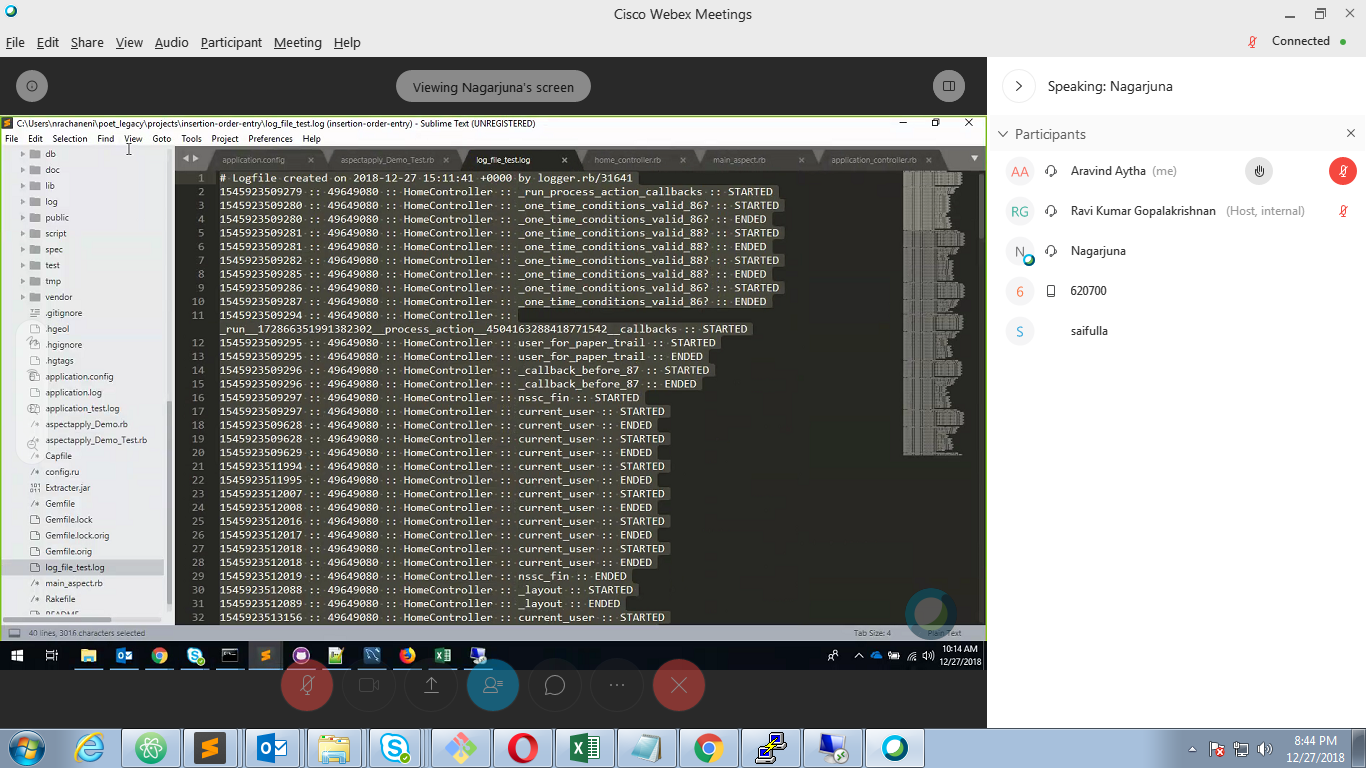 Cisco Webex Meetings
File Edit Share View Audio Participant Meeting Help
Connected
Viewing Nagarjuna's screen
Speaking: Nagarjuna
Participants
AA Aravind Aytha (me)
RG Ravi Kumar Gopalakrishnan (Host, internal)
N Nagarjuna
6 620700
S saifulla
C:\Users\nrachaneni\poet_legacy\projects\insertion-order-entry\log_file_test.log (insertion-order-entry) - Sublime Text (UNREGISTERED)
File Edit Selection Find View Goto Tools Project Preferences Help
db
doc
lib
log
public
script
spec
test
tmp
vendor
.gitignore
.hgeol
.hgignore
.hgtags
application.config
application.log
application_test.log
aspectapply_Demo.rb
aspectapply_Demo_Test.rb
Capfile
config.ru
Extracter.jar
Gemfile
Gemfile.lock
Gemfile.lock.orig
Gemfile.orig
log_file_test.log
main_aspect.rb
Rakefile
README
application.config aspectapply_Demo_Test.rb log_file_test.log home_controller.rb main_aspect.rb application_controller.rb
1 # Logfile created on 2018-12-27 15:11:41 +0000 by logger.rb/31641
2 1545923509279 :: 49649080 :: HomeController :: _run_process_action_callbacks :: STARTED
3 1545923509280 :: 49649080 :: HomeController :: _one_time_conditions_valid_86? :: STARTED
4 1545923509280 :: 49649080 :: HomeController :: _one_time_conditions_valid_86? :: ENDED
5 1545923509281 :: 49649080 :: HomeController :: _one_time_conditions_valid_88? :: STARTED
6 1545923509281 :: 49649080 :: HomeController :: _one_time_conditions_valid_88? :: ENDED
7 1545923509282 :: 49649080 :: HomeController :: _one_time_conditions_valid_88? :: STARTED
8 1545923509285 :: 49649080 :: HomeController :: _one_time_conditions_valid_88? :: ENDED
9 1545923509286 :: 49649080 :: HomeController :: _one_time_conditions_valid_86? :: STARTED
10 1545923509287 :: 49649080 :: HomeController :: _one_time_conditions_valid_86? :: ENDED
11 1545923509294 :: 49649080 :: HomeController ::
_run__172866351991382302__process_action__4504163288418771542__callbacks :: STARTED
12 1545923509295 :: 49649080 :: HomeController :: user_for_paper_trail :: STARTED
13 1545923509295 :: 49649080 :: HomeController :: user_for_paper_trail :: ENDED
14 1545923509296 :: 49649080 :: HomeController :: _callback_before_87 :: STARTED
15 1545923509296 :: 49649080 :: HomeController :: _callback_before_87 :: ENDED
16 1545923509297 :: 49649080 :: HomeController :: nssc_fin :: STARTED
17 1545923509297 :: 49649080 :: HomeController :: current_user :: STARTED
18 1545923509628 :: 49649080 :: HomeController :: current_user :: ENDED
19 1545923509628 :: 49649080 :: HomeController :: current_user :: STARTED
20 1545923509629 :: 49649080 :: HomeController :: current_user :: ENDED
21 1545923511994 :: 49649080 :: HomeController :: current_user :: STARTED
22 1545923511995 :: 49649080 :: HomeController :: current_user :: ENDED
23 1545923512007 :: 49649080 :: HomeController :: current_user :: STARTED
24 1545923512008 :: 49649080 :: HomeController :: current_user :: ENDED
25 1545923512016 :: 49649080 :: HomeController :: current_user :: STARTED
26 1545923512017 :: 49649080 :: HomeController :: current_user :: ENDED
27 1545923512018 :: 49649080 :: HomeController :: current_user :: STARTED
28 1545923512018 :: 49649080 :: HomeController :: current_user :: ENDED
29 1545923512019 :: 49649080 :: HomeController :: nssc_fin :: ENDED
30 1545923512088 :: 49649080 :: HomeController :: _layout :: STARTED
31 1545923512089 :: 49649080 :: HomeController :: _layout :: ENDED
32 1545923513156 :: 49649080 :: HomeController :: current_user :: STARTED
40 lines, 3016 characters selected
Tab Size: 4 Plain Text
10:14 AM
12/27/2018
8:44 PM
12/27/2018